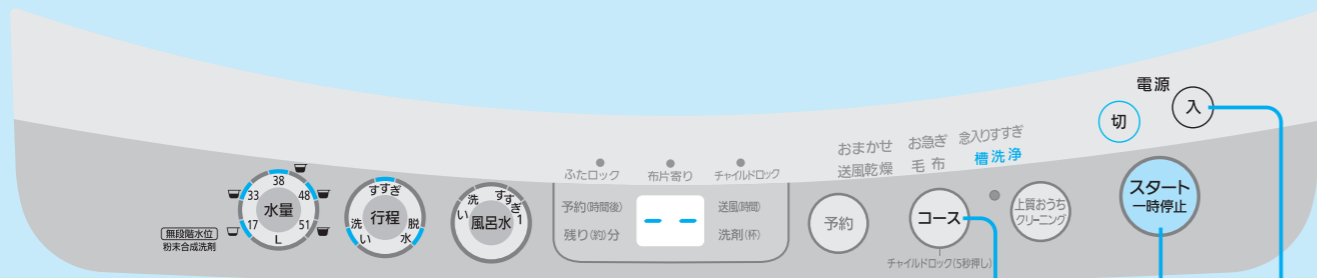 電源
切
入
おまかせ お急ぎ 念入りすすぎ
送風乾燥 毛布 槽洗浄
ふたロック 布片寄り チャイルドロック
38
33 48
17 51
L
水量
無段階水位
粉末合成洗剤
すすぎ
洗い
脱水
行程
洗い
すすぎ1
風呂水
予約(時間後)
残り(約)分
送風(時間)
洗剤(杯)
予約
コース
チャイルドロック(5秒押し)
上質おうち
クリーニング
スタート
一時停止